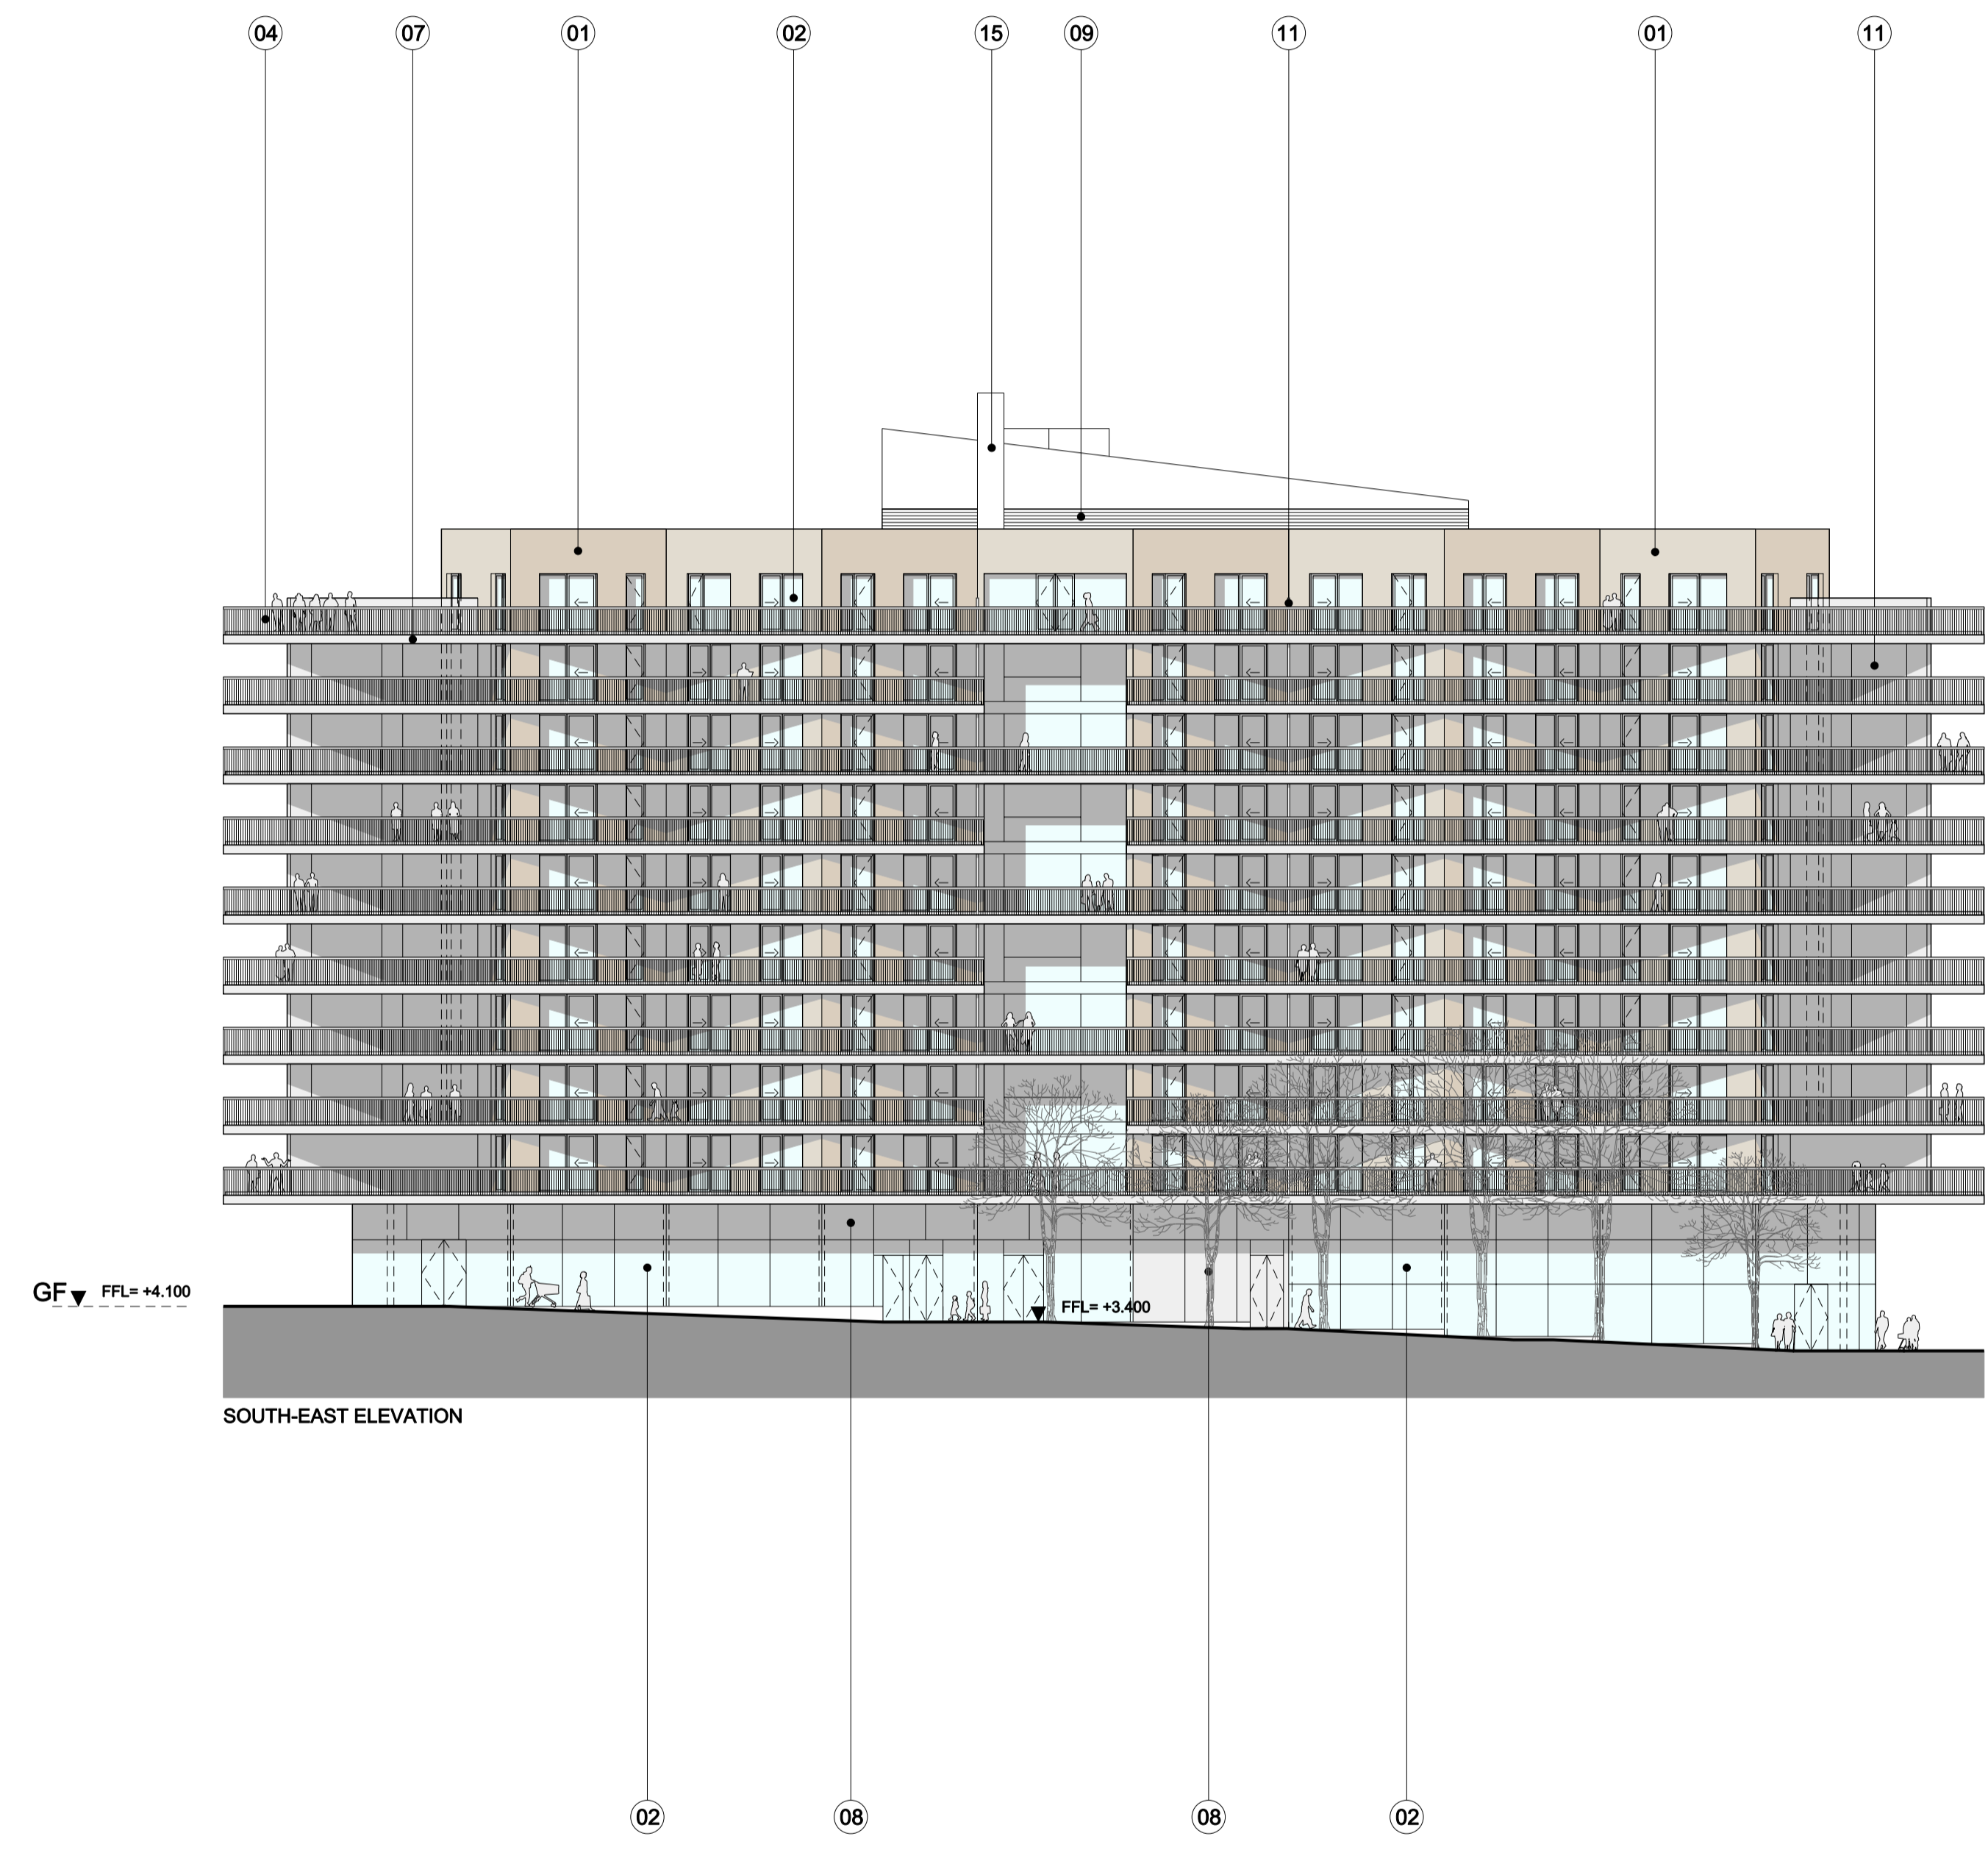 04 07 01 02 15 09 11 01 11
GF FFL= +4.100
FFL= +3.400
SOUTH-EAST ELEVATION
02 08 08 02